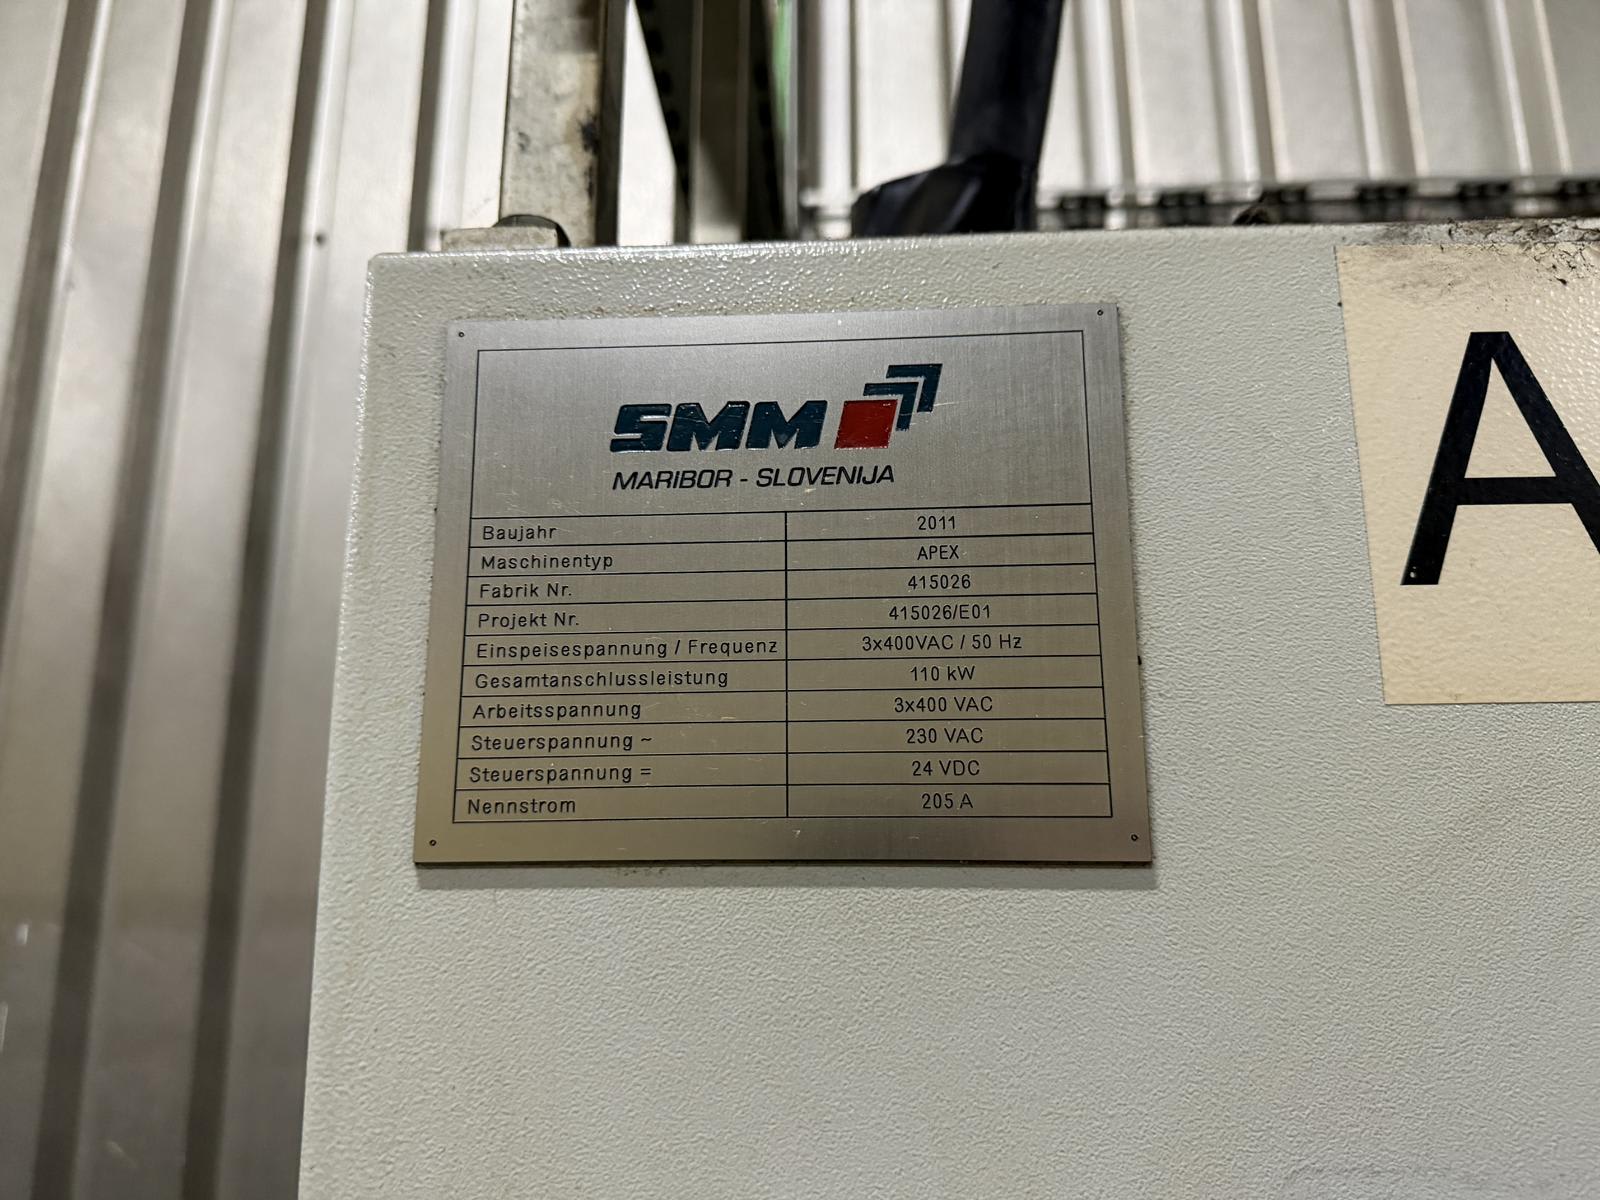 SMM
MARIBOR - SLOVENIJA
Baujahr 2011
Maschinentyp APEX
Fabrik Nr. 415026
Projekt Nr. 415026/E01
Einspeisespannung / Frequenz 3x400VAC / 50 Hz
Gesamtanschlussleistung 110 kW
Arbeitsspannung 3x400 VAC
Steuerspannung ~ 230 VAC
Steuerspannung = 24 VDC
Nennstrom 205 A
A